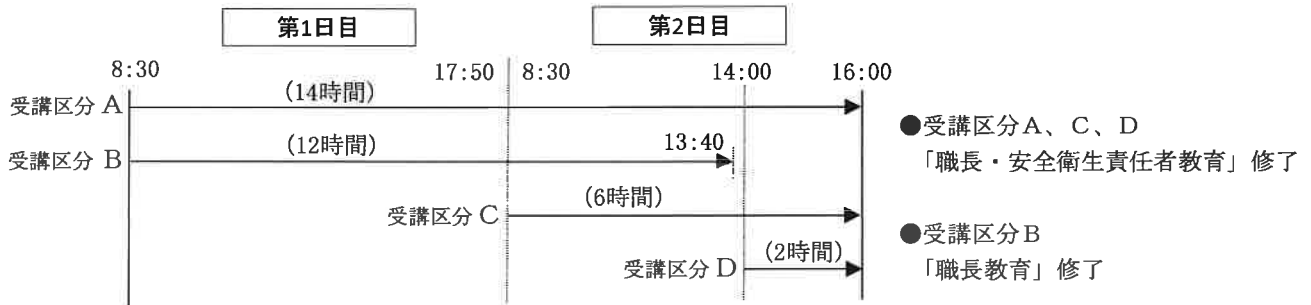 第1日目 第2日目
8:30 17:50 8:30 14:00 16:00
受講区分 A (14時間)
●受講区分A、C、D
受講区分 B (12時間) 13:40
「職長・安全衛生責任者教育」修了
受講区分 C (6時間)
●受講区分B
受講区分 D (2時間)
「職長教育」修了